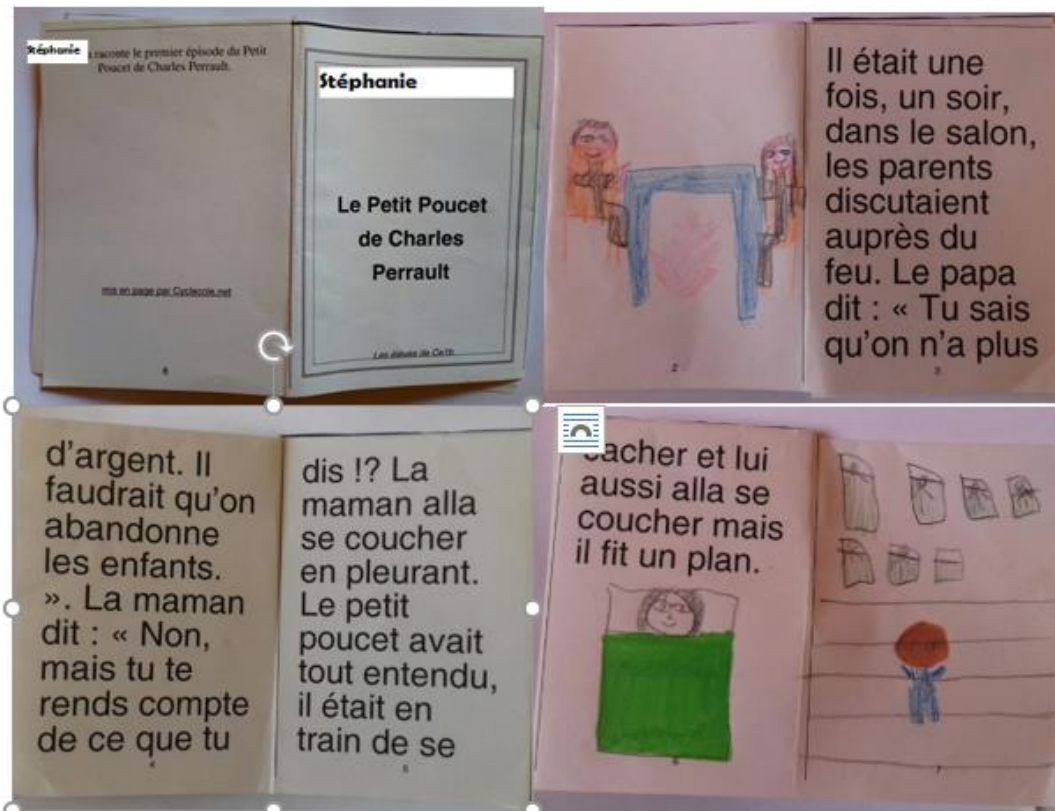 Stéphanie
raconte le premier épisode du Petit
Poucet de Charles Perrault.
mis en page par Cyclecole.net
8
Stéphanie
Le Petit Poucet
de Charles
Perrault
Les élèves de Ce1b
2
Il était une
fois, un soir,
dans le salon,
les parents
discutaient
auprès du
feu. Le papa
dit : « Tu sais
qu'on n'a plus
3
d'argent. Il
faudrait qu'on
abandonne
les enfants.
». La maman
dit : « Non,
mais tu te
rends compte
de ce que tu
4
dis !? La
maman alla
se coucher
en pleurant.
Le petit
poucet avait
tout entendu,
il était en
train de se
5
cacher et lui
aussi alla se
coucher mais
il fit un plan.
6
7